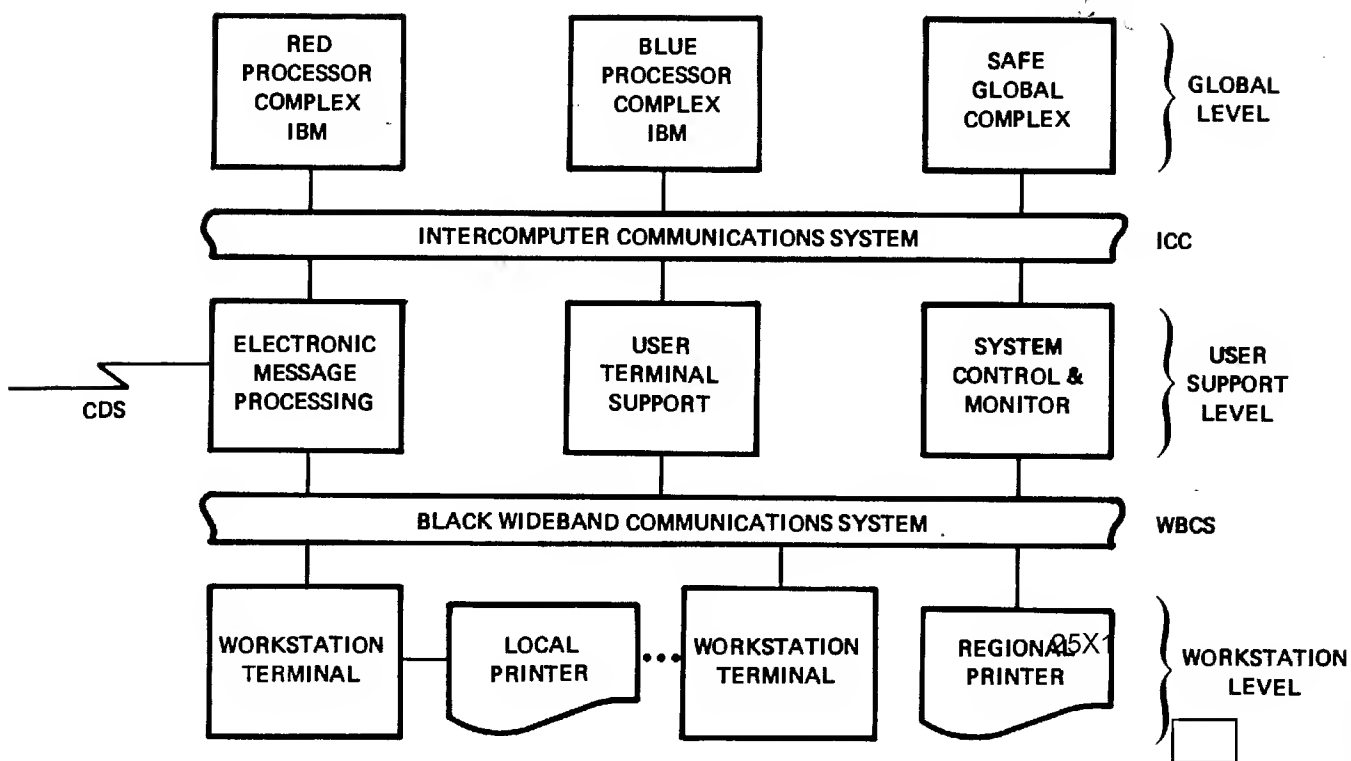 RED
PROCESSOR
COMPLEX
IBM
BLUE
PROCESSOR
COMPLEX
IBM
SAFE
GLOBAL
COMPLEX
GLOBAL
LEVEL
INTERCOMPUTER COMMUNICATIONS SYSTEM
ICC
ELECTRONIC
MESSAGE
PROCESSING
USER
TERMINAL
SUPPORT
SYSTEM
CONTROL &
MONITOR
USER
SUPPORT
LEVEL
CDS
BLACK WIDEBAND COMMUNICATIONS SYSTEM
WBCS
WORKSTATION
TERMINAL
LOCAL
PRINTER
WORKSTATION
TERMINAL
REGIONAL
PRINTER
25X1
WORKSTATION
LEVEL